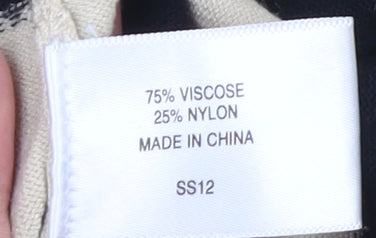 75% VISCOSE
25% NYLON
MADE IN CHINA
SS12